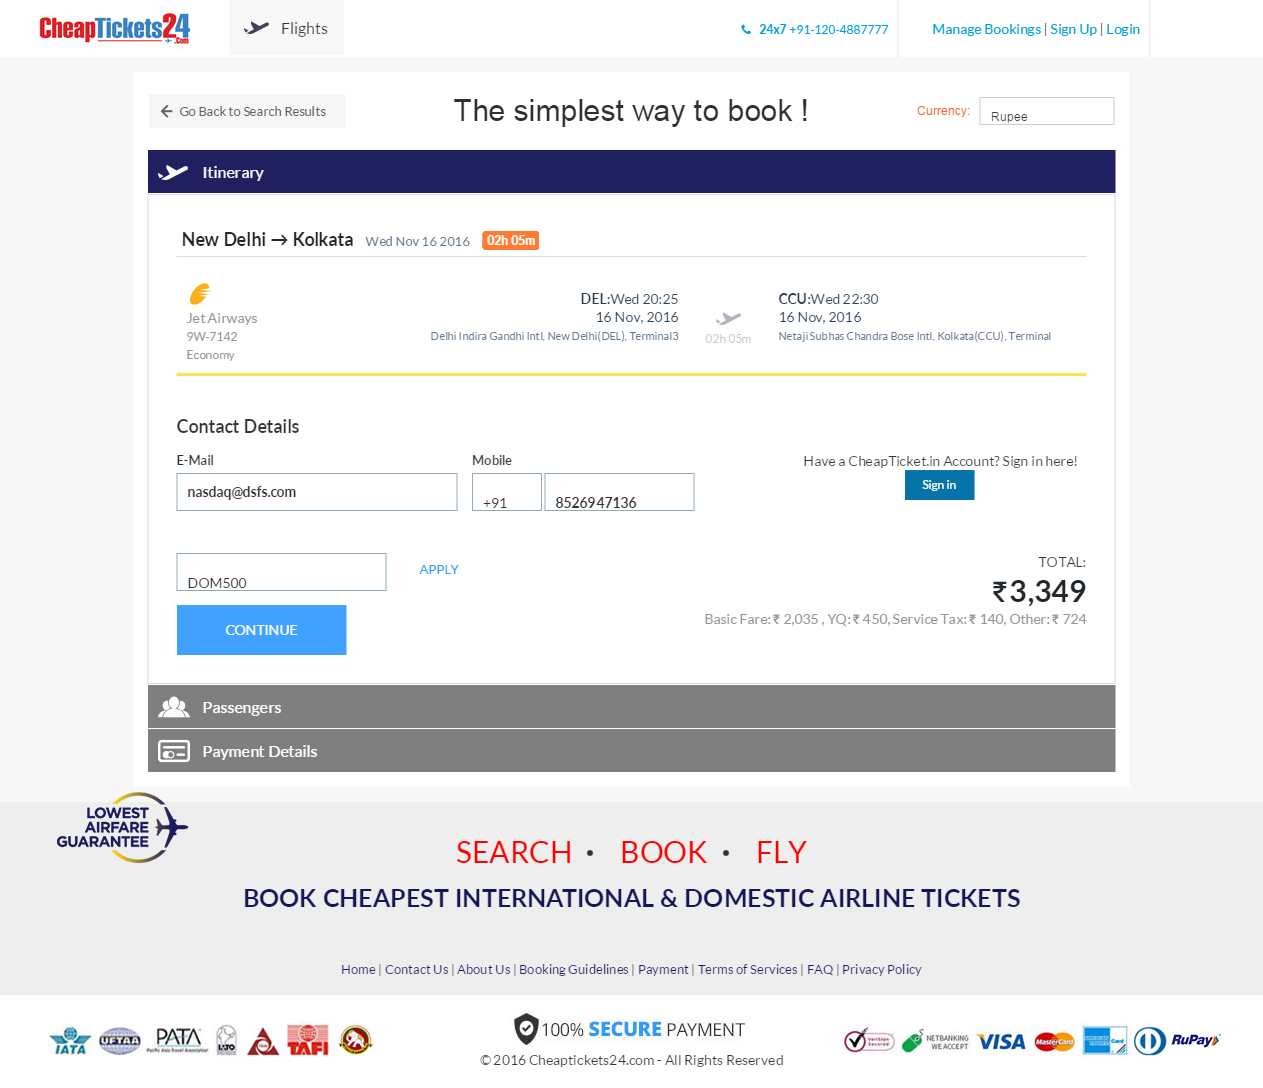 CheapTickets24
.Com
Flights
24x7 +91-120-4887777
Manage Bookings | Sign Up | Login
Go Back to Search Results
The simplest way to book !
Currency:
Rupee
Itinerary
New Delhi → Kolkata Wed Nov 16 2016 02h 05m
Jet Airways
9W-7142
Economy
DEL:Wed 20:25
16 Nov, 2016
Delhi Indira Gandhi Intl, New Delhi(DEL), Terminal3
02h 05m
CCU:Wed 22:30
16 Nov, 2016
Netaji Subhas Chandra Bose Intl, Kolkata(CCU), Terminal
Contact Details
E-Mail
nasdaq@dsfs.com
Mobile
+91
8526947136
Have a CheapTicket.in Account? Sign in here!
Sign in
DOM500
APPLY
CONTINUE
TOTAL:
₹3,349
Basic Fare: ₹ 2,035 , YQ: ₹ 450, Service Tax: ₹ 140, Other: ₹ 724
Passengers
Payment Details
LOWEST
AIRFARE
GUARANTEE
SEARCH • BOOK • FLY
BOOK CHEAPEST INTERNATIONAL & DOMESTIC AIRLINE TICKETS
Home | Contact Us | About Us | Booking Guidelines | Payment | Terms of Services | FAQ | Privacy Policy
IATA
UFTAA
PATA
Pacific Asia Travel Association
IATO
TAFI
100% SECURE PAYMENT
© 2016 Cheaptickets24.com - All Rights Reserved
VeriSign
Secured
NETBANKING
WE ACCEPT
VISA
MasterCard
RuPay